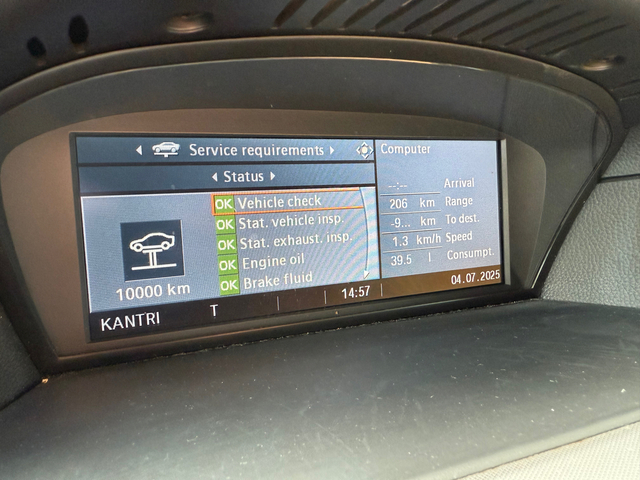 Service requirements
Status
OK Vehicle check
OK Stat. vehicle insp.
OK Stat. exhaust. insp.
OK Engine oil
OK Brake fluid
10000 km
Computer
--:-- Arrival
206 km Range
-9... km To dest.
1.3 km/h Speed
39.5 l Consumpt.
KANTRI T 14:57 04.07.2025